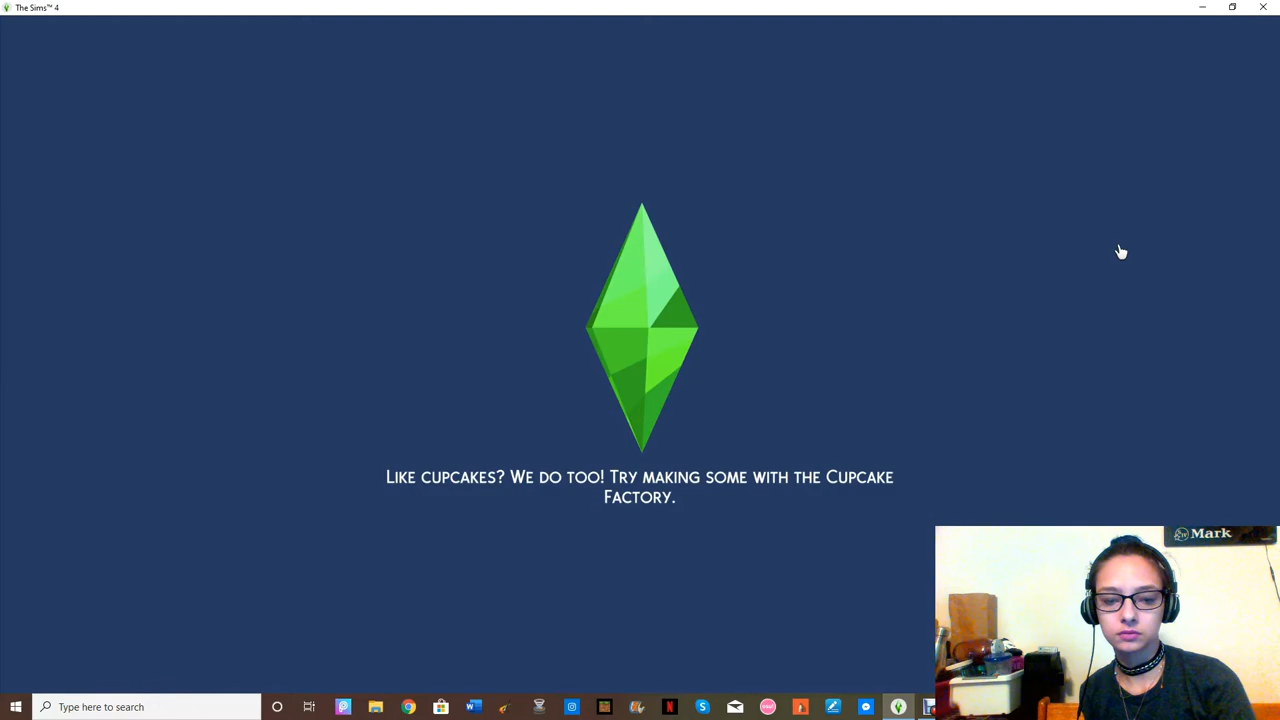 The Sims™ 4
LIKE CUPCAKES? WE DO TOO! TRY MAKING SOME WITH THE CUPCAKE
FACTORY.
Mark
Type here to search